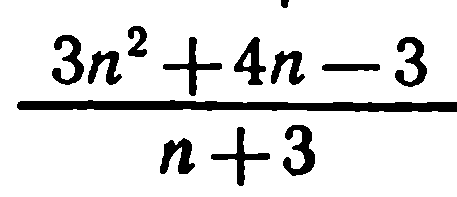 3n² + 4n − 3
n + 3